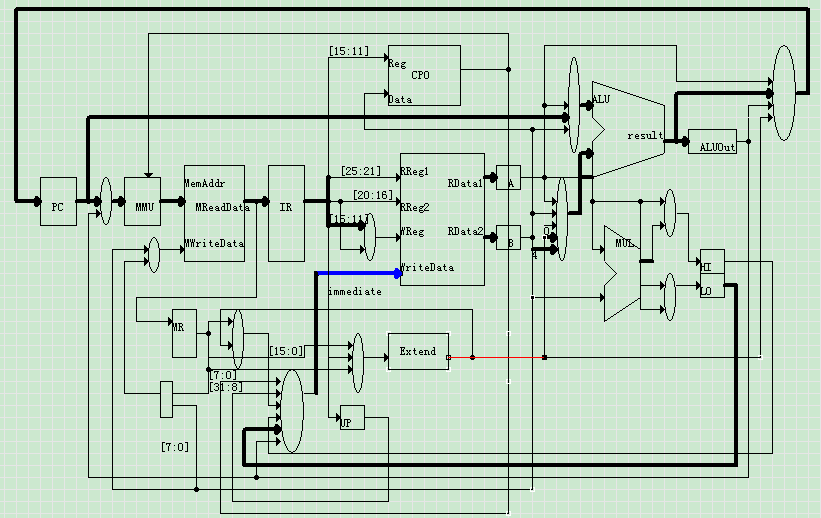 [15:11]
Reg
CPO
Data
ALU
result
ALUOut
[25:21]
RReg1
RData1
A
MemAddr
[20:16]
PC
MMU
MReadData
IR
RReg2
[15:11]
WReg
RData2
B
0
MUL
MWriteData
4
WriteData
HI
immediate
LO
MR
[15:0]
Extend
[7:0]
[31:8]
UP
[7:0]